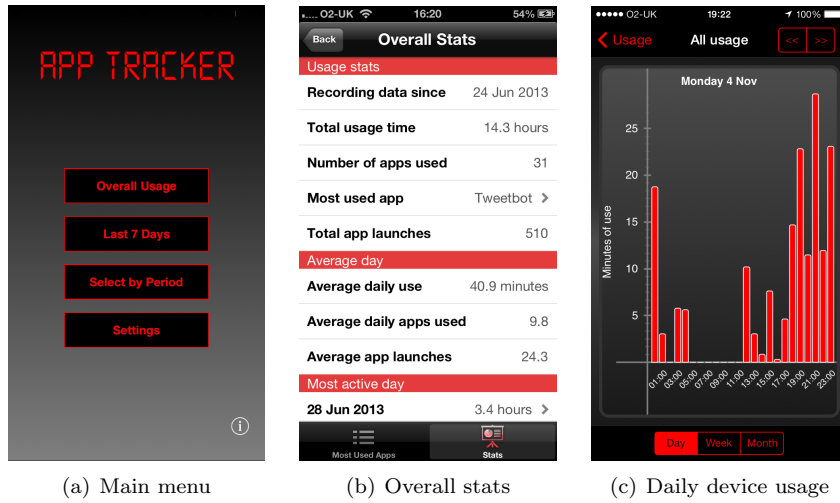 APP TRACKER
Overall Usage
Last 7 Days
Select by Period
Settings
i
(a) Main menu
O2-UK 16:20 54%
Back Overall Stats
Usage stats
Recording data since 24 Jun 2013
Total usage time 14.3 hours
Number of apps used 31
Most used app Tweetbot
Total app launches 510
Average day
Average daily use 40.9 minutes
Average daily apps used 9.8
Average app launches 24.3
Most active day
28 Jun 2013 3.4 hours
Most Used Apps Stats
(b) Overall stats
O2-UK 19:22 100%
Usage All usage << >>
Monday 4 Nov
Minutes of use
25
20
15
10
5
01:00 03:00 05:00 07:00 09:00 11:00 13:00 15:00 17:00 19:00 21:00 23:00
Day Week Month
(c) Daily device usage